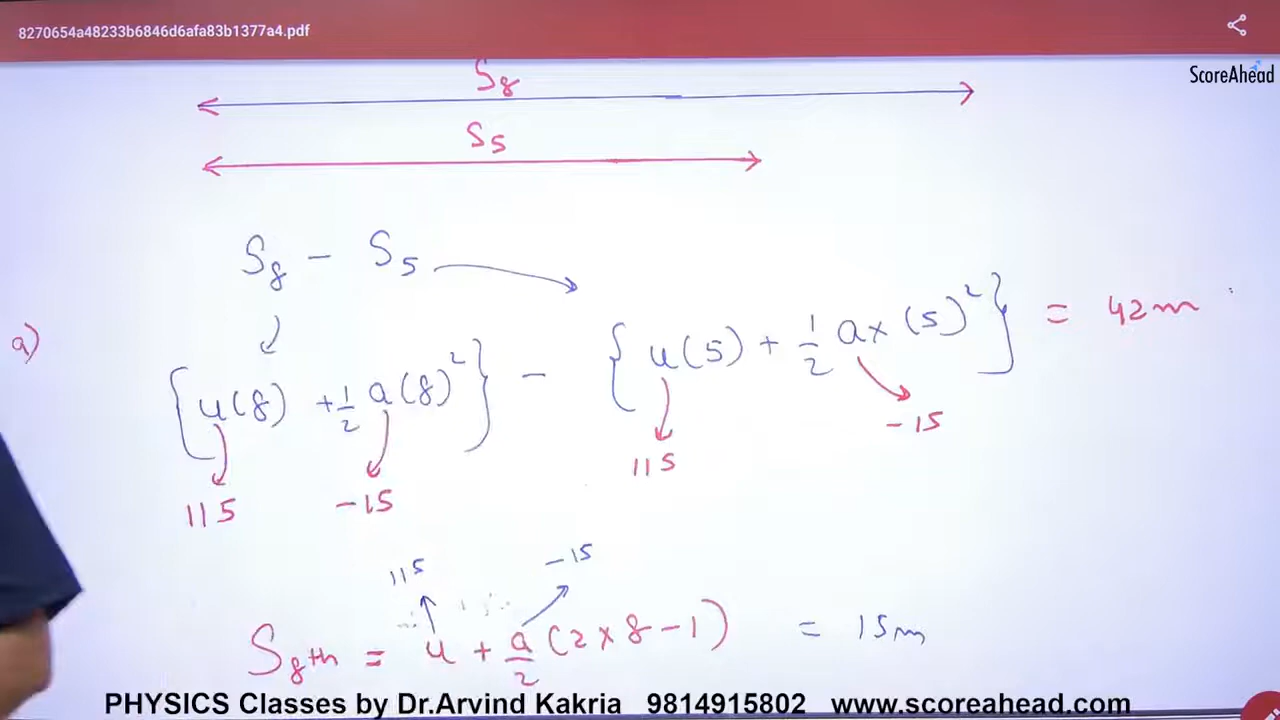 8270654a48233b6846d6afa83b1377a4.pdf
ScoreAhead
S₈
S₅
S₈ - S₅
a)
{u(8) + 1/2 a(8)²} - {u(5) + 1/2 a×(5)²} = 42m
115 -15 115 -15
115 -15
S₈ₜₕ = u + a/2 (2×8-1) = 15m
PHYSICS Classes by Dr.Arvind Kakria 9814915802 www.scoreahead.com